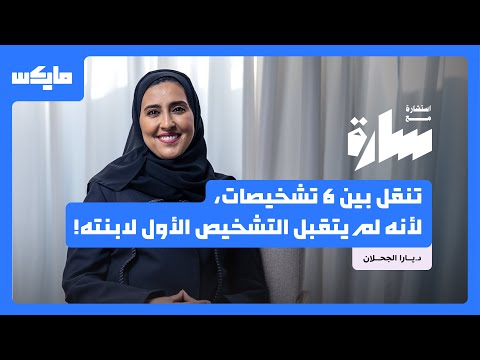 مايكس
استشارة
مع
سارة
تنقل بين 6 تشخيصات،
لأنه لم يتقبل التشخيص الأول لابنته!
د.يارا الجحلان